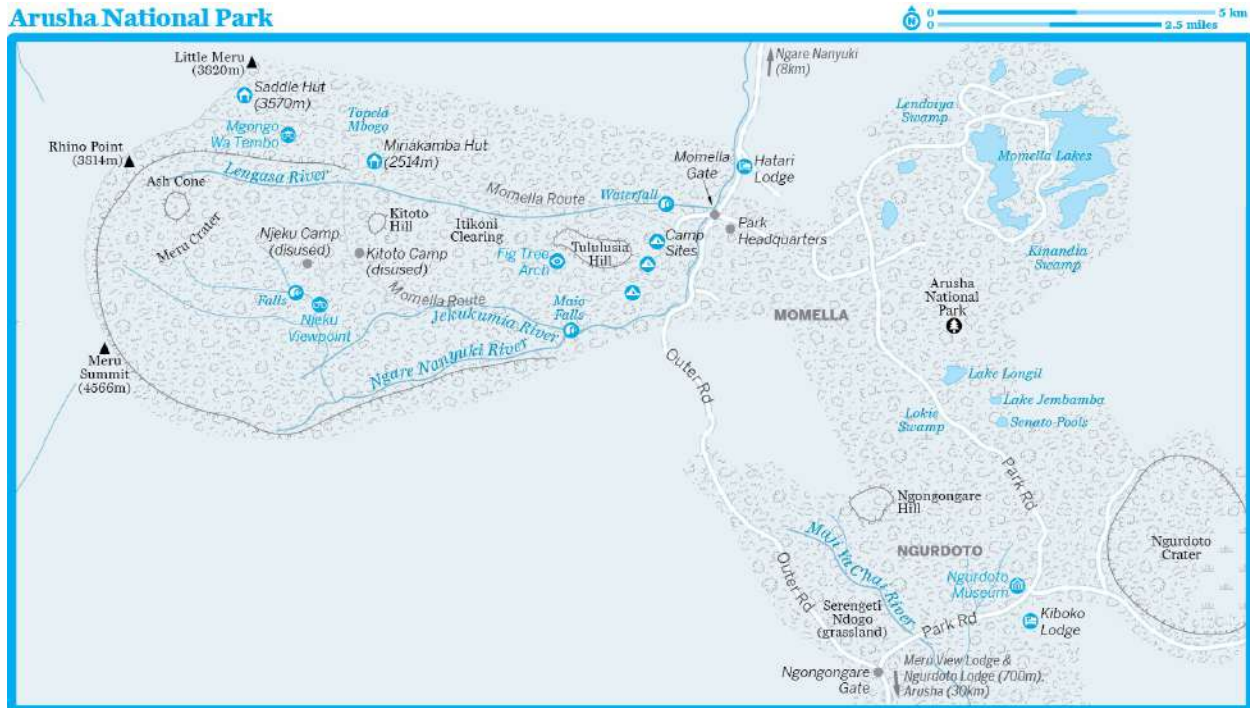 Arusha National Park
N
0
5 km
0
2.5 miles
Little Meru
(3820m)
Saddle Hut
(3570m)
Mgongo
Wa Tembo
Topela
Mbogo
Rhino Point
(3814m)
Miriakamba Hut
(2514m)
Ash Cone
Lengasa River
Momella Route
Waterfall
Momella
Gate
Hatari
Lodge
Ngare Nanyuki
(8km)
Lendoiya
Swamp
Momella Lakes
Kinandia
Swamp
Meru Crater
Kitoto
Hill
Itikoni
Clearing
Njeku Camp
(disused)
Kitoto Camp
(disused)
Fig Tree
Arch
Tululusia
Hill
Camp
Sites
Park
Headquarters
Falls
Njeku
Viewpoint
Momella Route
Maio
Falls
Jekukumia River
Ngare Nanyuki River
Meru
Summit
(4566m)
MOMELLA
Arusha
National
Park
Outer Rd
Lake Longil
Lake Jembamba
Senato Pools
Lokie
Swamp
Park Rd
Ngongongare
Hill
Maji Ya Chai River
NGURDOTO
Ngurdoto
Crater
Ngurdoto
Museum
Outer Rd
Serengeti
Ndogo
(grassland)
Park Rd
Kiboko
Lodge
Ngongongare
Gate
Meru View Lodge &
Ngurdoto Lodge (700m),
Arusha (30km)